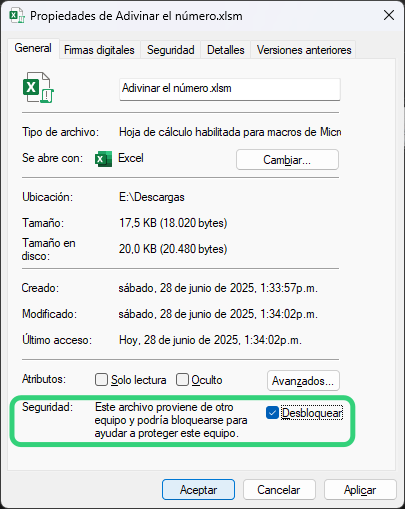 Propiedades de Adivinar el número.xlsm
General Firmas digitales Seguridad Detalles Versiones anteriores
Adivinar el número.xlsm
Tipo de archivo: Hoja de cálculo habilitada para macros de Micr
Se abre con: Excel Cambiar...
Ubicación: E:\Descargas
Tamaño: 17,5 KB (18.020 bytes)
Tamaño en
disco: 20,0 KB (20.480 bytes)
Creado: sábado, 28 de junio de 2025, 1:33:57p.m.
Modificado: sábado, 28 de junio de 2025, 1:34:02p.m.
Último acceso: Hoy, 28 de junio de 2025, 1:34:02p.m.
Atributos: Solo lectura Oculto Avanzados...
Seguridad: Este archivo proviene de otro Desbloquear
equipo y podría bloquearse para
ayudar a proteger este equipo.
Aceptar Cancelar Aplicar